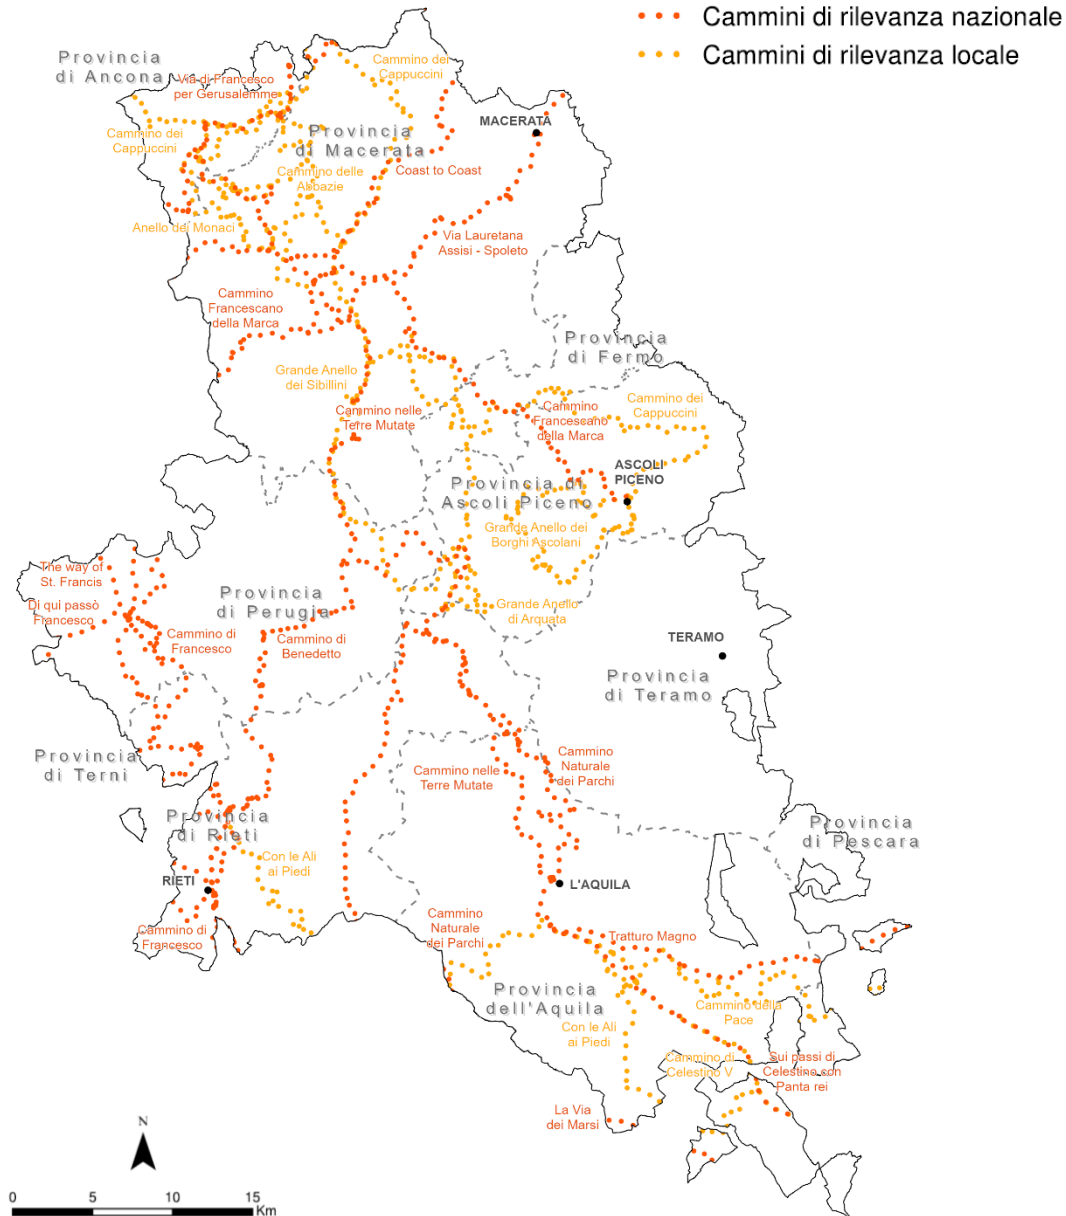 Cammini di rilevanza nazionale
Cammini di rilevanza locale
Provincia
di Ancona
Via di Francesco
per Gerusalemme
Cammino dei
Cappuccini
Cammino dei
Cappuccini
Provincia
di Macerata
MACERATA
Cammino delle
Abbazie
Coast to Coast
Anello dei Monaci
Via Lauretana
Assisi - Spoleto
Cammino
Francescano
della Marca
Provincia
di Fermo
Grande Anello
dei Sibillini
Cammino nelle
Terre Mutate
Cammino
Francescano
della Marca
Cammino dei
Cappuccini
ASCOLI
PICENO
Provincia di
Ascoli Piceno
Grande Anello dei
Borghi Ascolani
The way of
St. Francis
Di qui passò
Francesco
Provincia
di Perugia
Cammino di
Francesco
Cammino di
Benedetto
Grande Anello
di Arquata
TERAMO
Provincia
di Teramo
Provincia
di Terni
Cammino nelle
Terre Mutate
Cammino
Naturale
dei Parchi
Provincia
di Rieti
Provincia
di Pescara
Con le Ali
ai Piedi
RIETI
L'AQUILA
Cammino di
Francesco
Cammino
Naturale
dei Parchi
Tratturo Magno
Provincia
dell'Aquila
Cammino della
Pace
Con le Ali
ai Piedi
Cammino di
Celestino V
Sui passi di
Celestino con
Panta rei
La Via
dei Marsi
N
0 5 10 15
Km